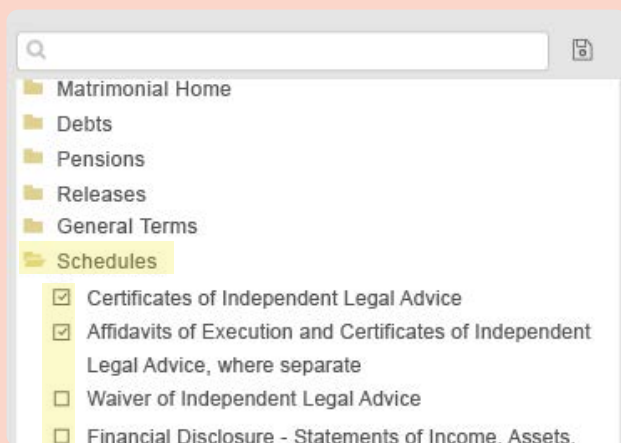 Matrimonial Home
Debts
Pensions
Releases
General Terms
Schedules
Certificates of Independent Legal Advice
Affidavits of Execution and Certificates of Independent
Legal Advice, where separate
Waiver of Independent Legal Advice
Financial Disclosure - Statements of Income, Assets,